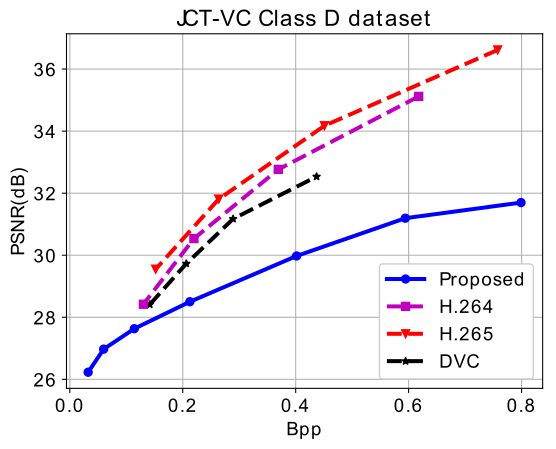 JCT-VC Class D dataset
PSNR(dB)
36
34
32
30
28
26
0.0 0.2 0.4 0.6 0.8
Bpp
Proposed
H.264
H.265
DVC